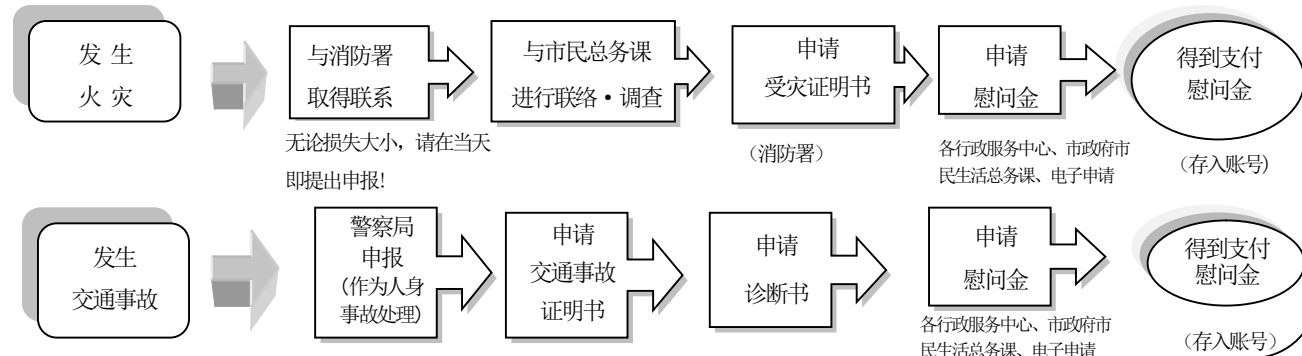 发 生
火 灾
与消防署
取得联系
无论损失大小，请在当天
即提出申报!
与市民总务课
进行联络・调查
申请
受灾证明书
（消防署）
申请
慰问金
各行政服务中心、市政府市
民生活总务课、电子申请
得到支付
慰问金
（存入账号)
发生
交通事故
警察局
申报
(作为人身
事故处理)
申请
交通事故
证明书
申请
诊断书
申请
慰问金
各行政服务中心、市政府市
民生活总务课、电子申请
得到支付
慰问金
（存入账号）